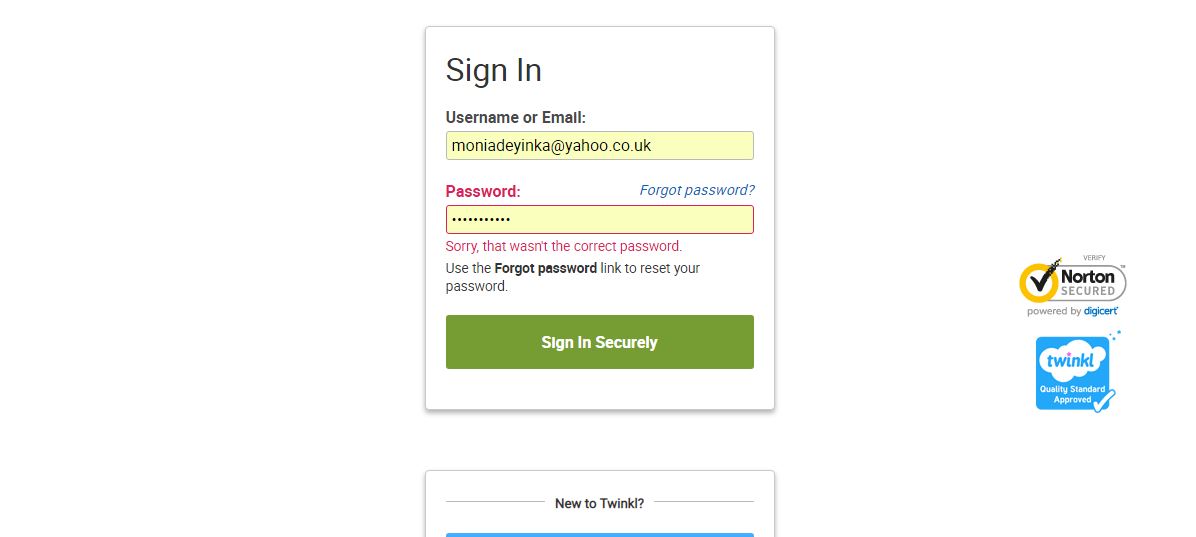 Sign In
Username or Email:
moniadeyinka@yahoo.co.uk
Password:
Forgot password?
•••••••••••
Sorry, that wasn't the correct password.
Use the Forgot password link to reset your
password.
Sign In Securely
VERIFY
Norton
SECURED
powered by digicert
twinkl
Quality Standard
Approved
New to Twinkl?